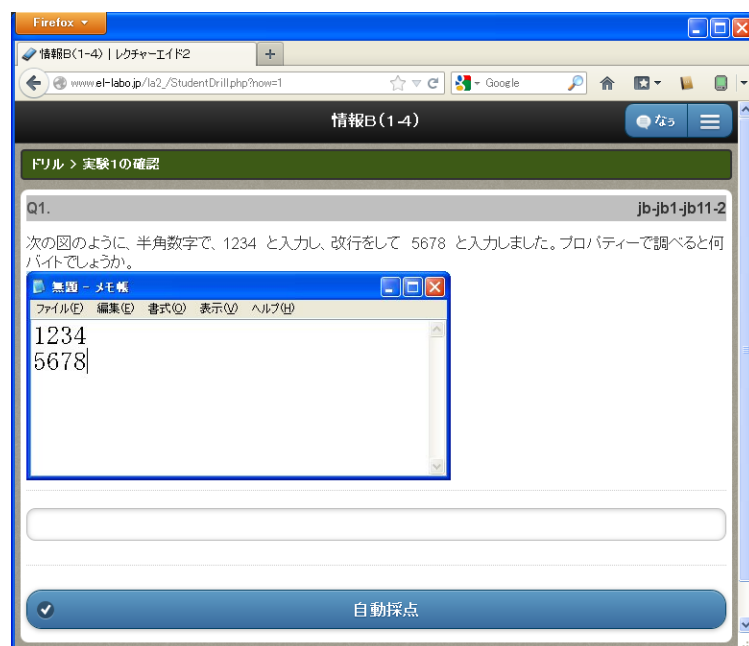 Firefox
情報B(1-4) | レクチャーエイド2
+
www.el-labo.jp/la2_/StudentDrill.php?now=1
Google
情報B(1-4)
なう
ドリル > 実験1の確認
Q1.
jb-jb1-jb11-2
次の図のように、半角数字で、1234 と入力し、改行をして 5678 と入力しました。プロパティーで調べると何
バイトでしょうか。
無題 - メモ帳
ファイル(F) 編集(E) 書式(O) 表示(V) ヘルプ(H)
1234
5678
自動採点